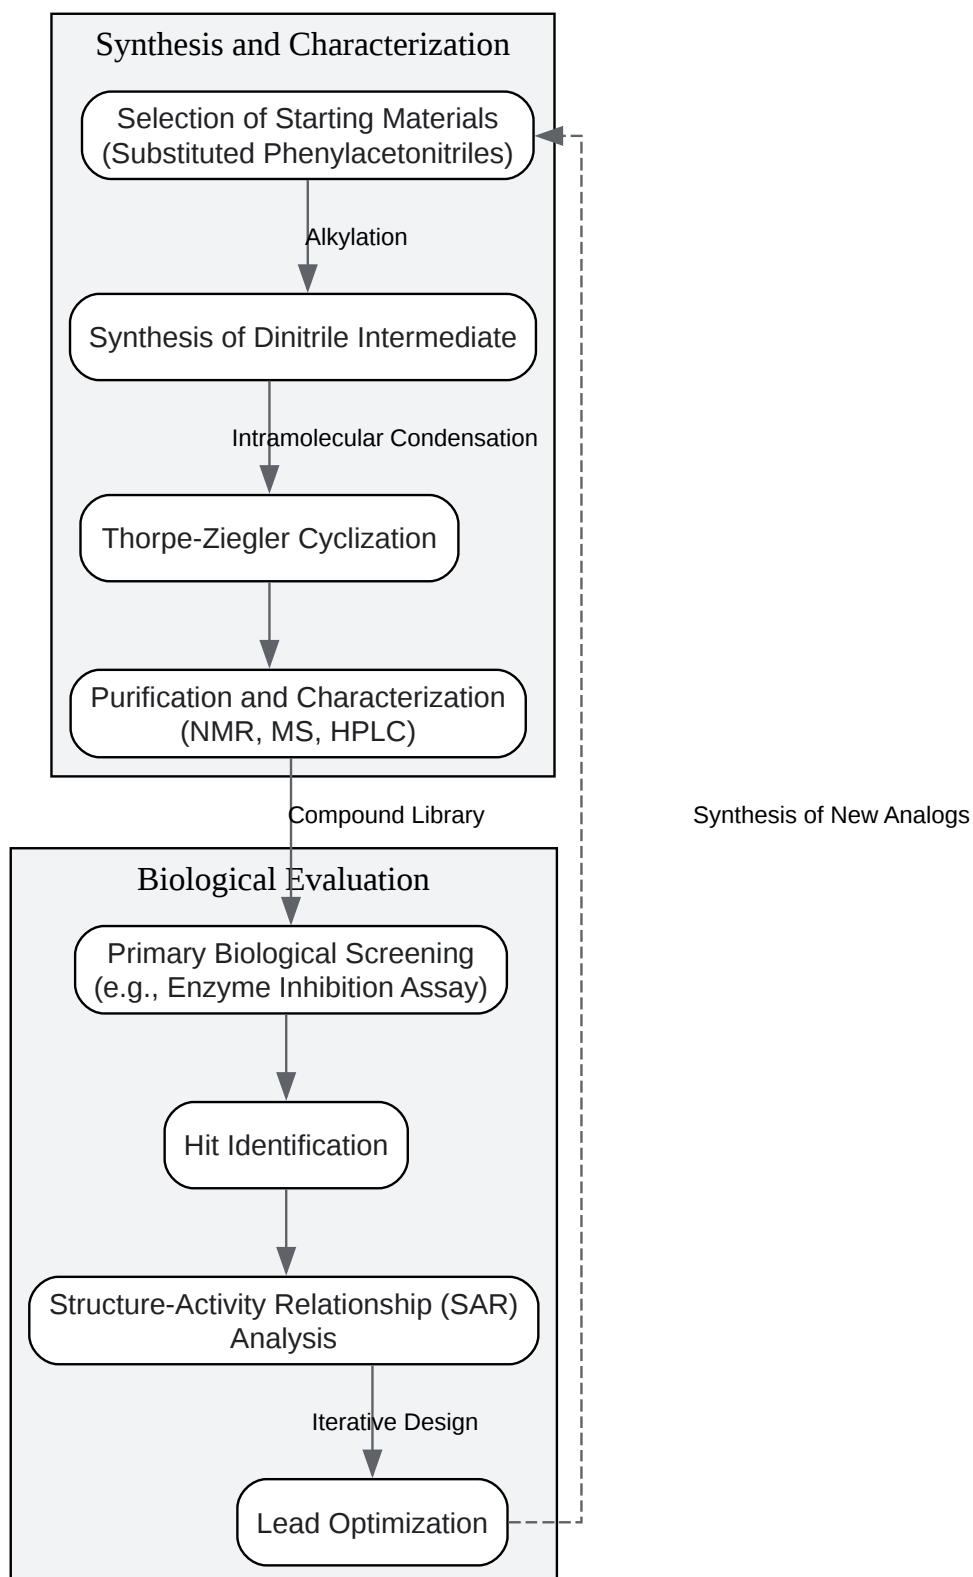 Synthesis and Characterization
Selection of Starting Materials
(Substituted Phenylacetonitriles)
Alkylation
Synthesis of Dinitrile Intermediate
Intramolecular Condensation
Thorpe-Ziegler Cyclization
Purification and Characterization
(NMR, MS, HPLC)
Compound Library
Synthesis of New Analogs
Biological Evaluation
Primary Biological Screening
(e.g., Enzyme Inhibition Assay)
Hit Identification
Structure-Activity Relationship (SAR)
Analysis
Iterative Design
Lead Optimization